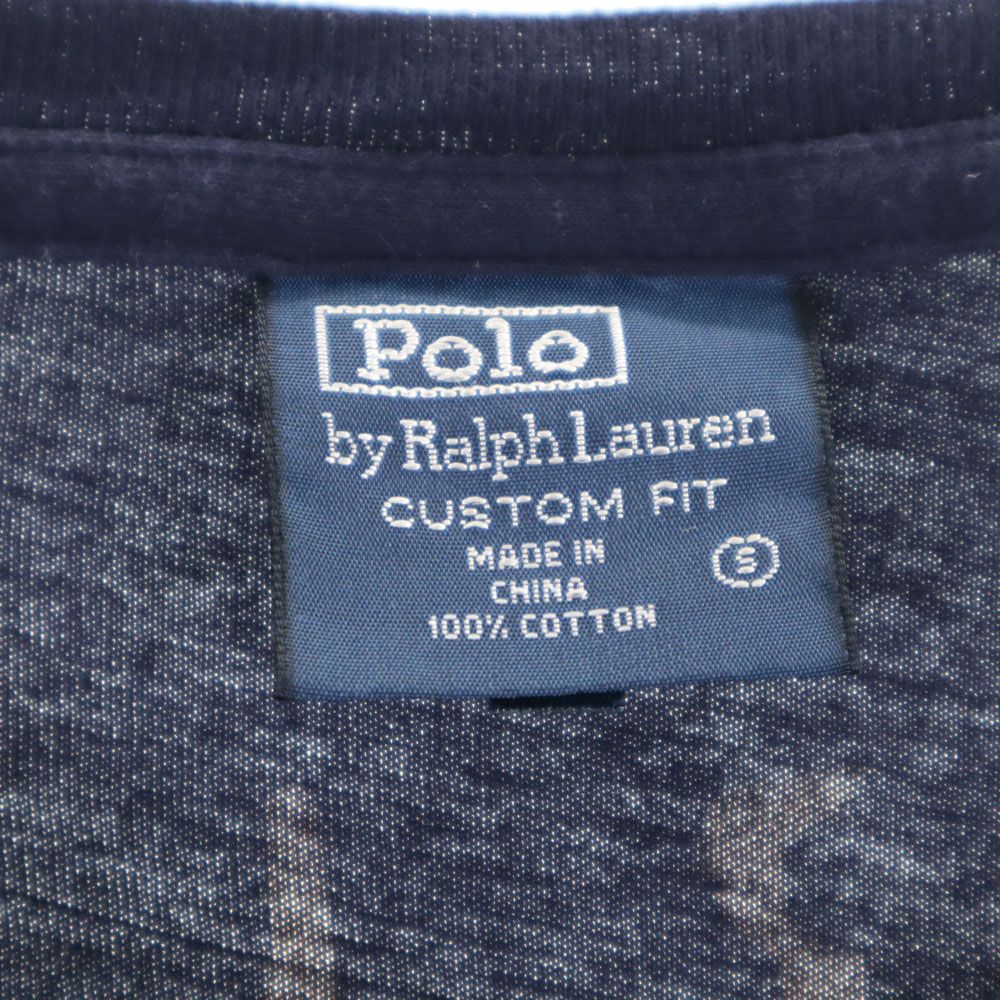 Polo
by Ralph Lauren
CUSTOM FIT
MADE IN
CHINA
S
100% COTTON